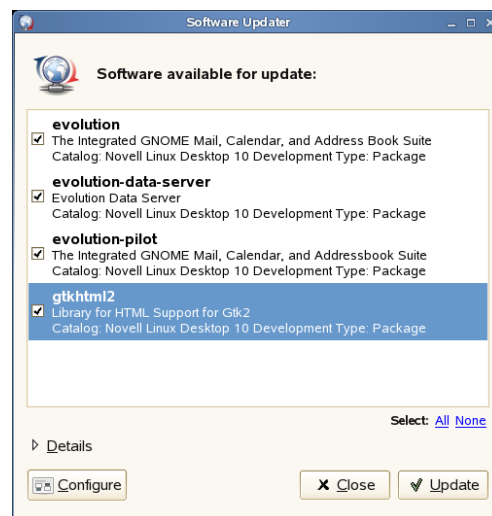 Software Updater
Software available for update:
evolution
The Integrated GNOME Mail, Calendar, and Address Book Suite
Catalog: Novell Linux Desktop 10 Development Type: Package
evolution-data-server
Evolution Data Server
Catalog: Novell Linux Desktop 10 Development Type: Package
evolution-pilot
The Integrated GNOME Mail, Calendar, and Addressbook Suite
Catalog: Novell Linux Desktop 10 Development Type: Package
gtkhtml2
Library for HTML Support for Gtk2
Catalog: Novell Linux Desktop 10 Development Type: Package
Select: All None
Details
Configure
Close
Update